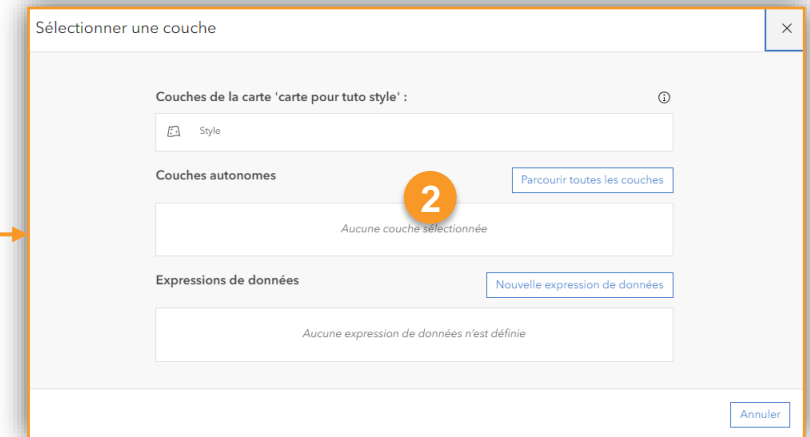 Sélectionner une couche
Couches de la carte 'carte pour tuto style' :
Style
Couches autonomes
Parcourir toutes les couches
2
Aucune couche sélectionnée
Expressions de données
Nouvelle expression de données
Aucune expression de données n'est définie
Annuler